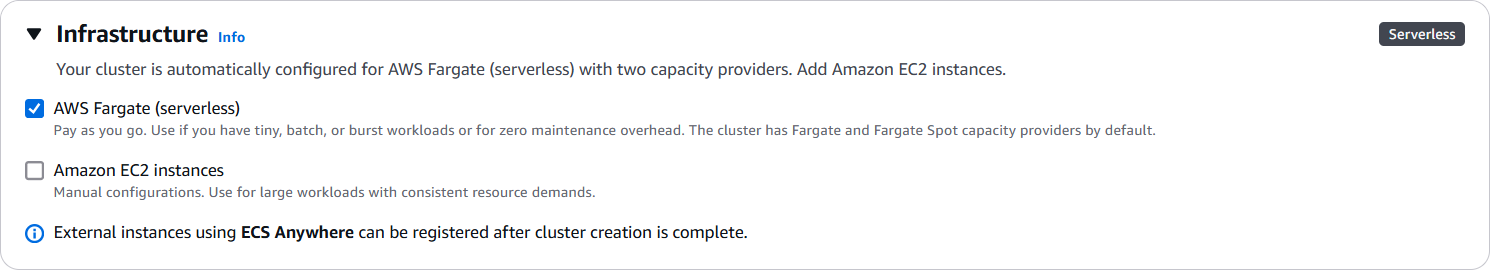 Infrastructure Info
Serverless
Your cluster is automatically configured for AWS Fargate (serverless) with two capacity providers. Add Amazon EC2 instances.
AWS Fargate (serverless)
Pay as you go. Use if you have tiny, batch, or burst workloads or for zero maintenance overhead. The cluster has Fargate and Fargate Spot capacity providers by default.
Amazon EC2 instances
Manual configurations. Use for large workloads with consistent resource demands.
External instances using ECS Anywhere can be registered after cluster creation is complete.